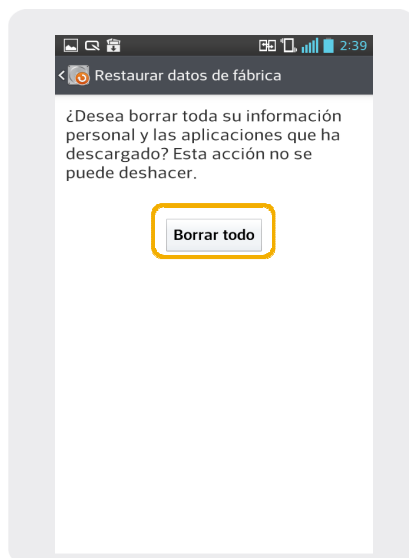 2:39
Restaurar datos de fábrica
¿Desea borrar toda su información
personal y las aplicaciones que ha
descargado? Esta acción no se
puede deshacer.
Borrar todo